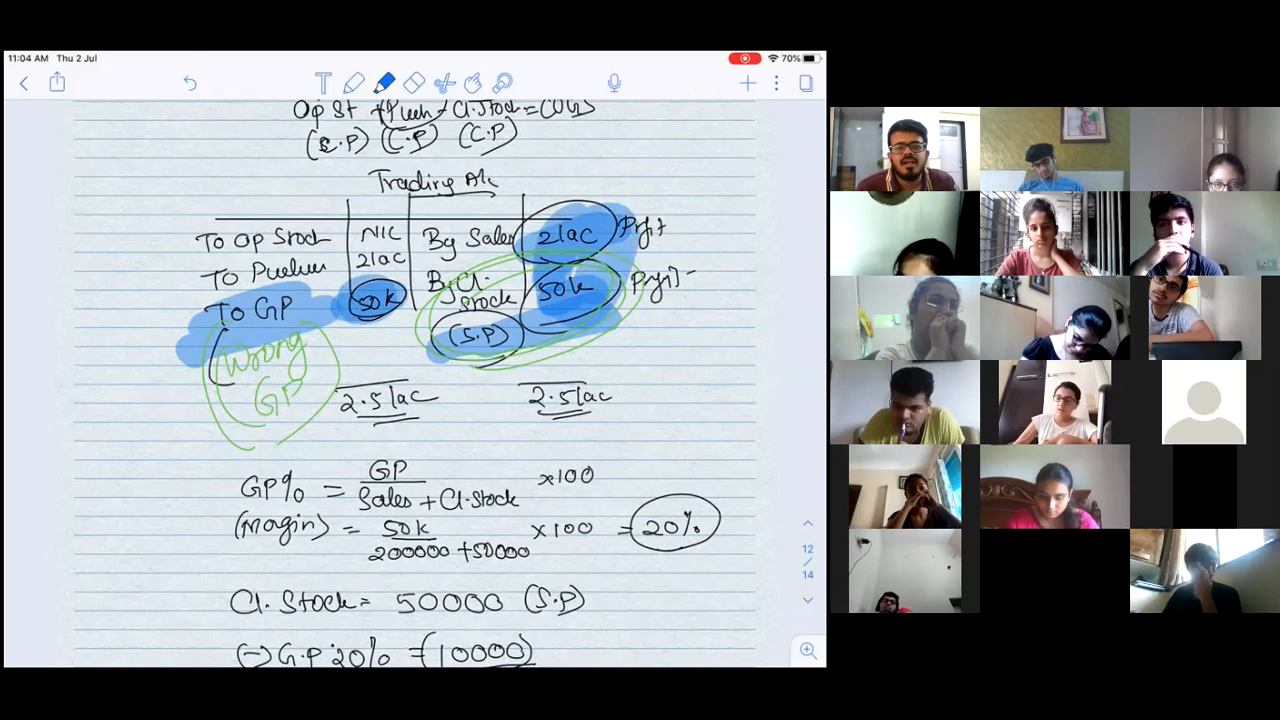 11:04 AM Thu 2 Jul
70%
T
Op St + Purch - Cl. Stock = COGS
(C.P) (C.P) (C.P)
Trading A/c
To Op Stock NIL By Sales 2 lac Profit
To Purchase 2 lac
To GP 50k By Cl. Stock 50k Profit
(S.P)
Wrong
GP
2.5 lac 2.5 lac
GP% = GP ×100
Sales + Cl. Stock
(Margin) = 50k ×100 = 20%
200000 + 50000
12
/
14
Cl. Stock = 50000 (S.P)
(-) G.P 20% = (10000)